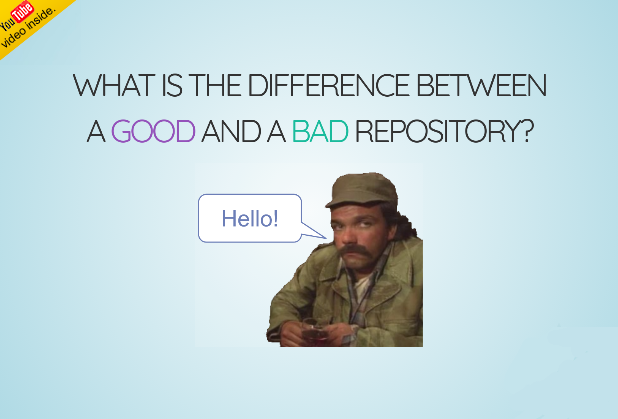 YouTube
video inside.
WHAT IS THE DIFFERENCE BETWEEN
A GOOD AND A BAD REPOSITORY?
Hello!